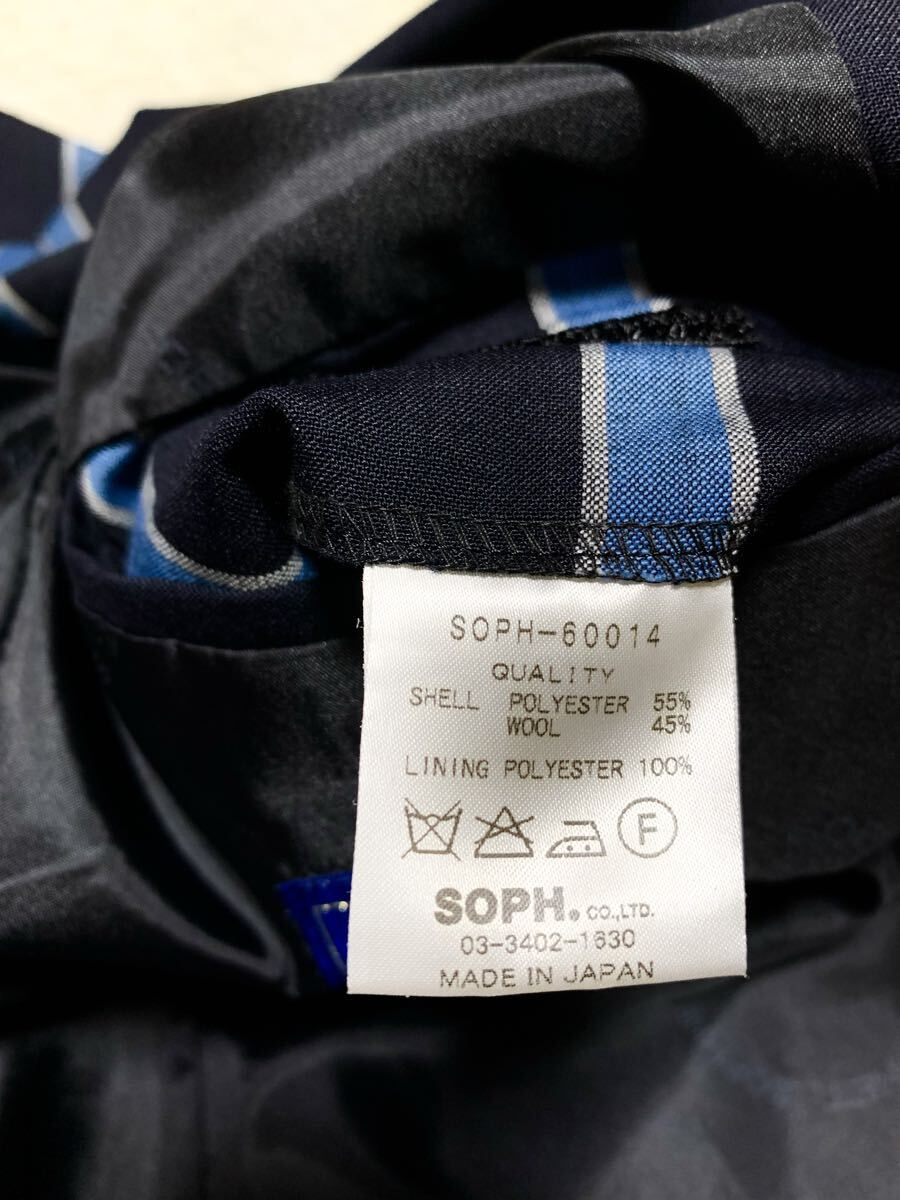 SOPH-60014
QUALITY
SHELL POLYESTER 55%
WOOL 45%
LINING POLYESTER 100%
F
SOPH. CO.,LTD.
03-3402-1630
MADE IN JAPAN